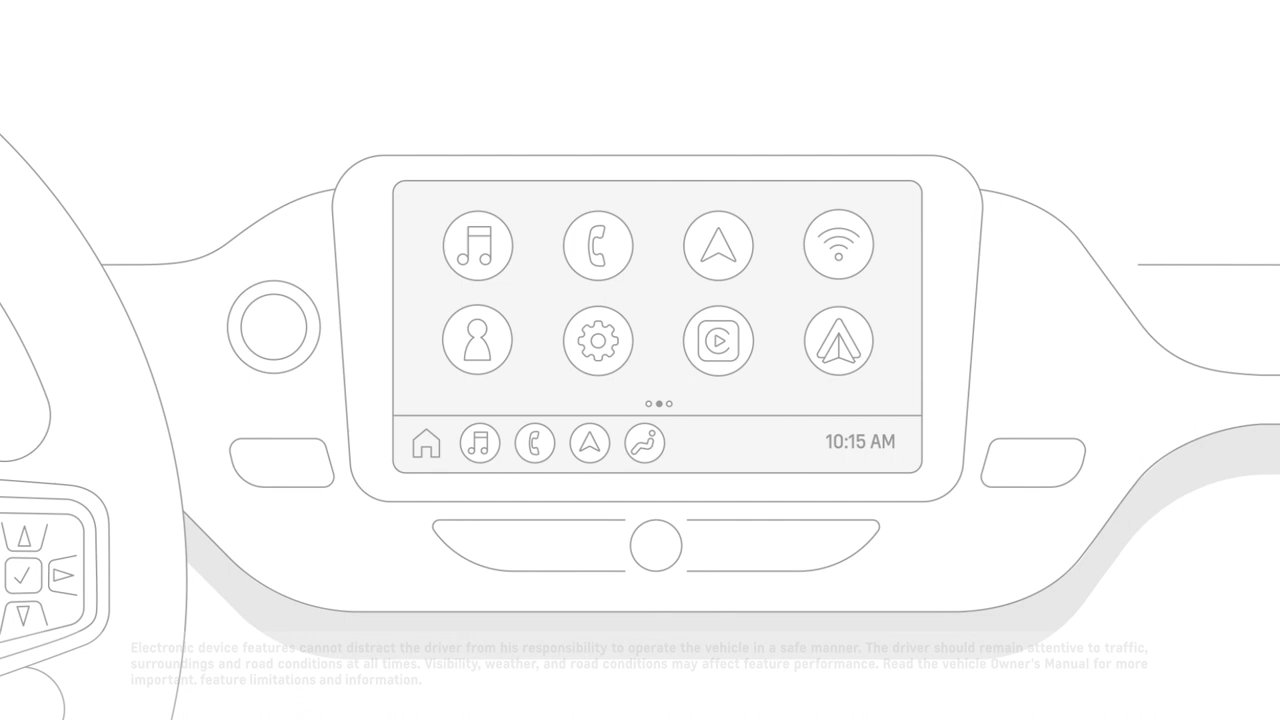 10:15 AM
Electronic device features cannot distract the driver from his responsibility to operate the vehicle in a safe manner. The driver should remain attentive to traffic,
surroundings and road conditions at all times. Visibility, weather, and road conditions may affect feature performance. Read the vehicle Owner's Manual for more
important. feature limitations and information.